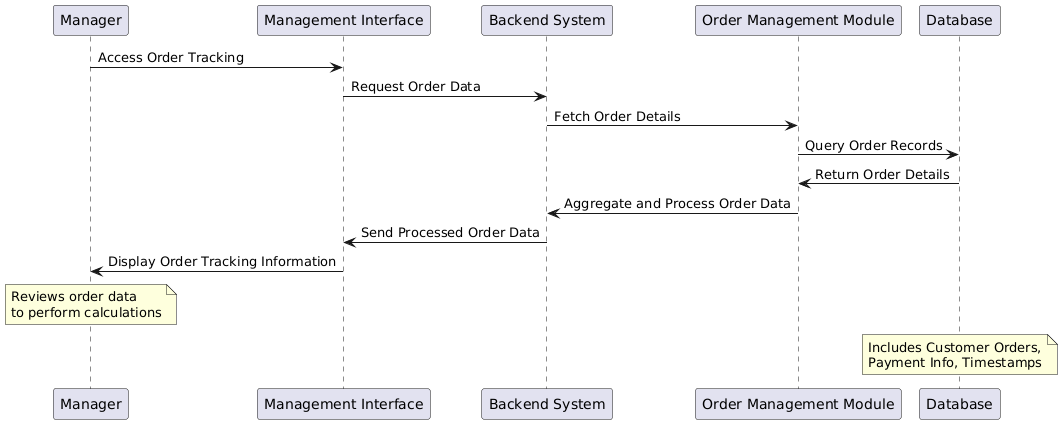 Manager
Management Interface
Backend System
Order Management Module
Database
Access Order Tracking
Request Order Data
Fetch Order Details
Query Order Records
Return Order Details
Aggregate and Process Order Data
Send Processed Order Data
Display Order Tracking Information
Reviews order data
to perform calculations
Includes Customer Orders,
Payment Info, Timestamps
Manager
Management Interface
Backend System
Order Management Module
Database